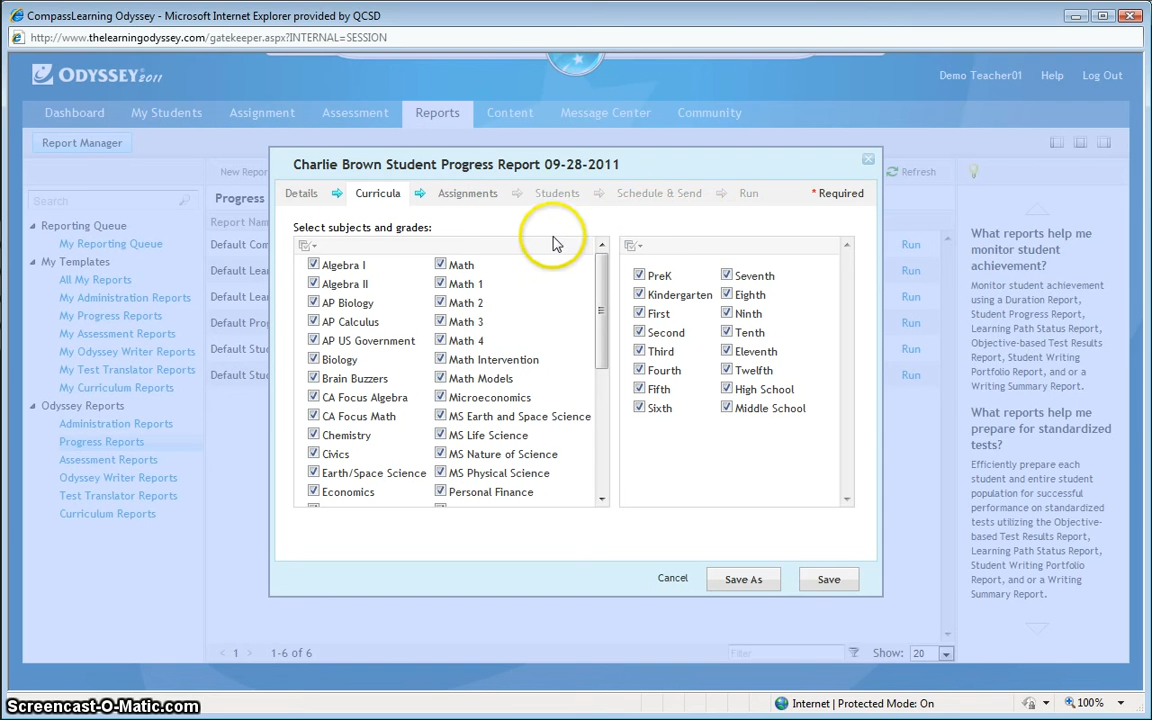 CompassLearning Odyssey - Microsoft Internet Explorer provided by QCSD
http://www.thelearningodyssey.com/gatekeeper.aspx?INTERNAL=SESSION
ODYSSEY 2011
Demo Teacher01 Help Log Out
Dashboard My Students Assignment Assessment Reports Content Message Center Community
Report Manager
New Repor
Refresh
Search
Progress
Report Name
Reporting Queue
My Reporting Queue
My Templates
All My Reports
My Administration Reports
My Progress Reports
My Assessment Reports
My Odyssey Writer Reports
My Test Translator Reports
My Curriculum Reports
Odyssey Reports
Administration Reports
Progress Reports
Assessment Reports
Odyssey Writer Reports
Test Translator Reports
Curriculum Reports
Default Com
Default Lear
Default Lear
Default Prog
Default Stud
Default Stud
Charlie Brown Student Progress Report 09-28-2011
Details Curricula Assignments Students Schedule & Send Run * Required
Select subjects and grades:
Algebra I Math
Algebra II Math 1
AP Biology Math 2
AP Calculus Math 3
AP US Government Math 4
Biology Math Intervention
Brain Buzzers Math Models
CA Focus Algebra Microeconomics
CA Focus Math MS Earth and Space Science
Chemistry MS Life Science
Civics MS Nature of Science
Earth/Space Science MS Physical Science
Economics Personal Finance
PreK Seventh
Kindergarten Eighth
First Ninth
Second Tenth
Third Eleventh
Fourth Twelfth
Fifth High School
Sixth Middle School
Cancel Save As Save
Run
Run
Run
Run
Run
Run
What reports help me
monitor student
achievement?
Monitor student achievement
using a Duration Report,
Student Progress Report,
Learning Path Status Report,
Objective-based Test Results
Report, Student Writing
Portfolio Report, and or a
Writing Summary Report.
What reports help me
prepare for standardized
tests?
Efficiently prepare each
student and entire student
population for successful
performance on standardized
tests utilizing the Objective-
based Test Results Report,
Learning Path Status Report,
Student Writing Portfolio
Report, and or a Writing
Summary Report.
< 1 > 1-6 of 6
Filter
Show: 20
Screencast-O-Matic.com
Internet | Protected Mode: On
100%